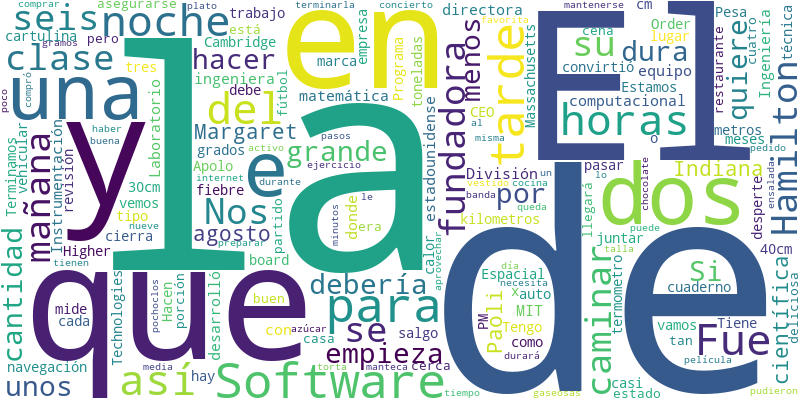 la
de
El
que
y
en
dos
una
e
Fue
Software
horas
para
noche
seis
clase
hacer
del
tarde
fundadora
menos
su
dura
quiere
Hamilton
Indiana
caminar
científica
Si
debería
se
empieza
por
grande
Nos
agosto
mañana
cantidad
así
unos
asegurarse
cartulina
trabajo
pero
está
Cambridge
tres
ingeniera
debe
Laboratorio
Margaret
grados
Apolo
fiebre
internet
30cm
vemos
tipo
Higher
cierra
board
Instrumentación
revisión
vehicular
Terminamos
poco
compró
haber
buena
nueve
tienen
mide
cada
Technologies
pochoclos
Hacen
porción
navegación
hay
media
desarrolló
azúcar
con
buen
casa
torta
manteca
salgo
cerca
preparar
durante
activo
ejercicio
pasos
minutos
partido
donde
era
le
calor
estadounidense
fútbol
matemática
empresa
marca
gramos
plato
directora
comprar
terminarla
concierto
Programa
toneladas
CEO
al
misma
División
vestido
un
cocina
banda
kilometros
Paoli
Espacial
x
auto
PM
MIT
Tengo
como
durará
día
necesita
aprovechar
tiempo
gaseosas
película
puede
queda
casi
estado
talla
lo
o
pasar
desperte
llegará
juntar
termometro
cuaderno
Tiene
vamos
tan
40cm
deliciosa
ensalada
pedido
chocolate
metros
meses
Estamos
computacional
equipo
convirtió
Massachusetts
favorita
cena
lugar
Order
Pesa
cm
mantenerse
cuatro
restaurante
Ingeniería
técnica
pudieron